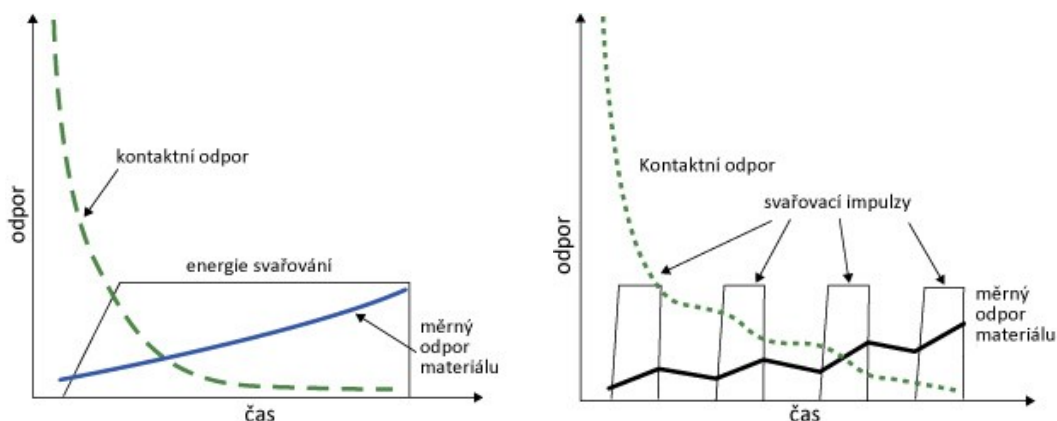 kontaktní odpor
odpor
energie svařování
měrný
odpor
materiálu
čas
Kontaktní odpor
svařovací impulzy
odpor
měrný
odpor
materiálu
čas